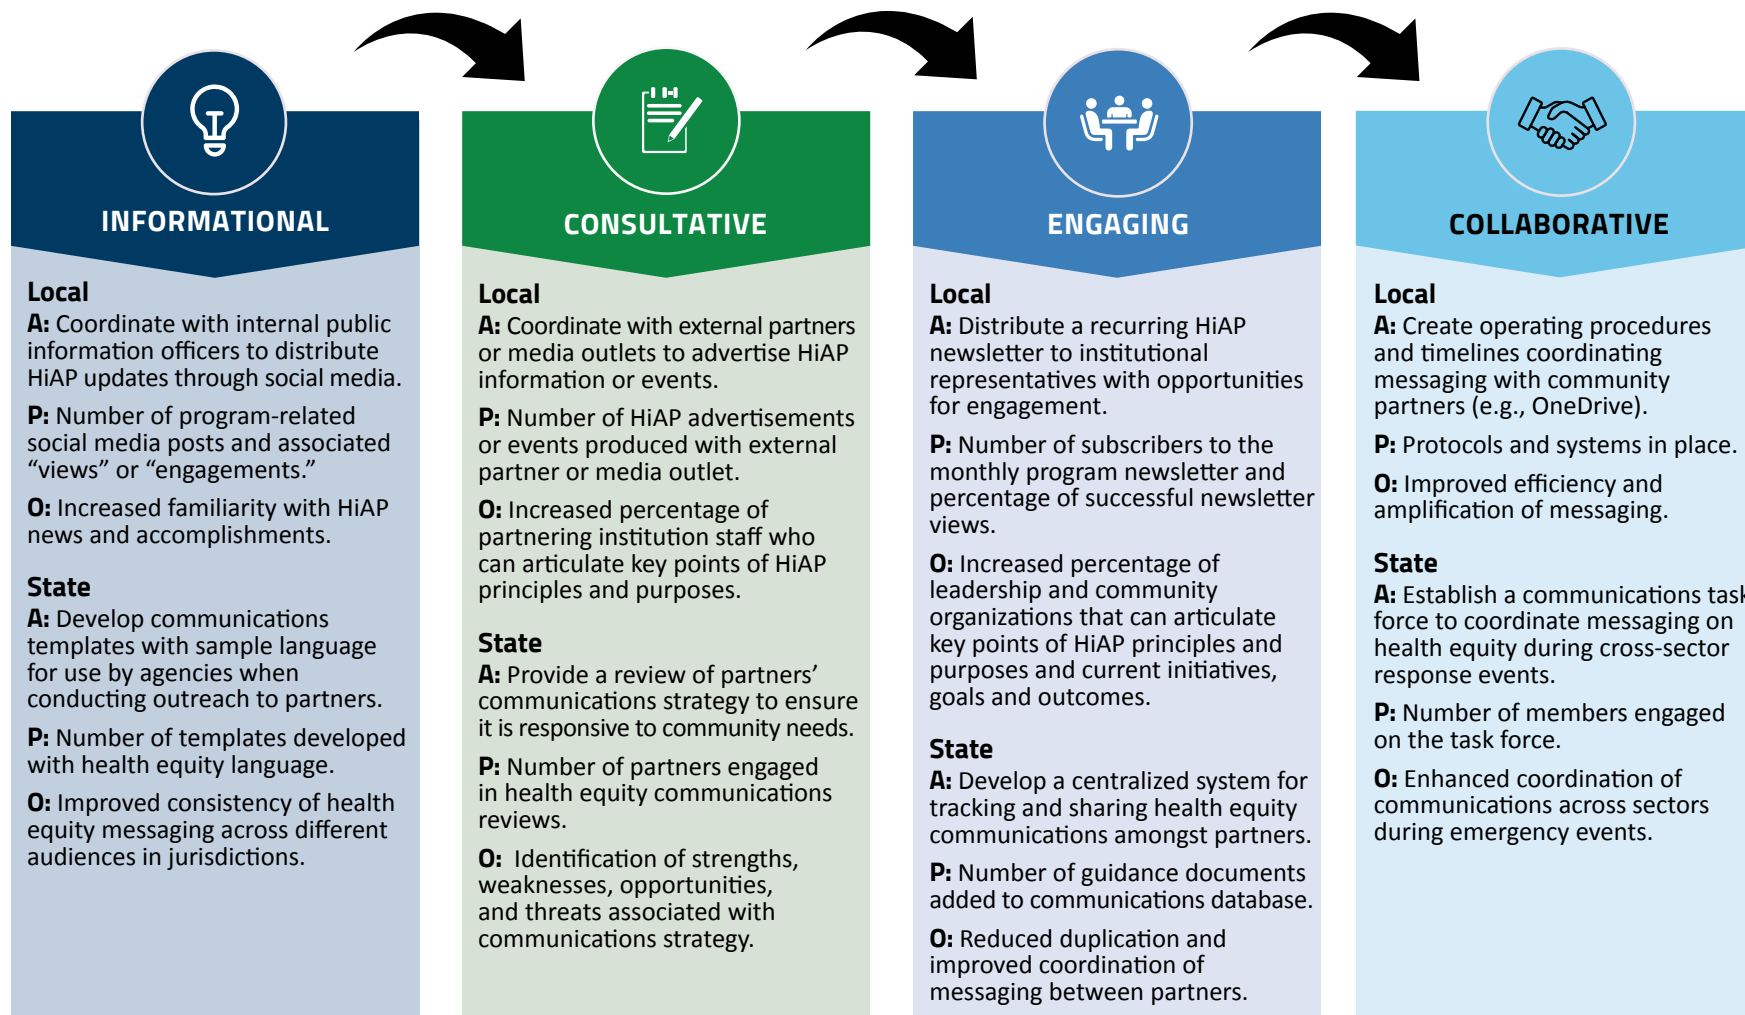 INFORMATIONAL
Local
A: Coordinate with internal public
information officers to distribute
HiAP updates through social media.
P: Number of program-related
social media posts and associated
“views” or “engagements.”
O: Increased familiarity with HiAP
news and accomplishments.
State
A: Develop communications
templates with sample language
for use by agencies when
conducting outreach to partners.
P: Number of templates developed
with health equity language.
O: Improved consistency of health
equity messaging across different
audiences in jurisdictions.
CONSULTATIVE
Local
A: Coordinate with external partners
or media outlets to advertise HiAP
information or events.
P: Number of HiAP advertisements
or events produced with external
partner or media outlet.
O: Increased percentage of
partnering institution staff who
can articulate key points of HiAP
principles and purposes.
State
A: Provide a review of partners’
communications strategy to ensure
it is responsive to community needs.
P: Number of partners engaged
in health equity communications
reviews.
O: Identification of strengths,
weaknesses, opportunities,
and threats associated with
communications strategy.
ENGAGING
Local
A: Distribute a recurring HiAP
newsletter to institutional
representatives with opportunities
for engagement.
P: Number of subscribers to the
monthly program newsletter and
percentage of successful newsletter
views.
O: Increased percentage of
leadership and community
organizations that can articulate
key points of HiAP principles and
purposes and current initiatives,
goals and outcomes.
State
A: Develop a centralized system for
tracking and sharing health equity
communications amongst partners.
P: Number of guidance documents
added to communications database.
O: Reduced duplication and
improved coordination of
messaging between partners.
COLLABORATIVE
Local
A: Create operating procedures
and timelines coordinating
messaging with community
partners (e.g., OneDrive).
P: Protocols and systems in place.
O: Improved efficiency and
amplification of messaging.
State
A: Establish a communications task
force to coordinate messaging on
health equity during cross-sector
response events.
P: Number of members engaged
on the task force.
O: Enhanced coordination of
communications across sectors
during emergency events.